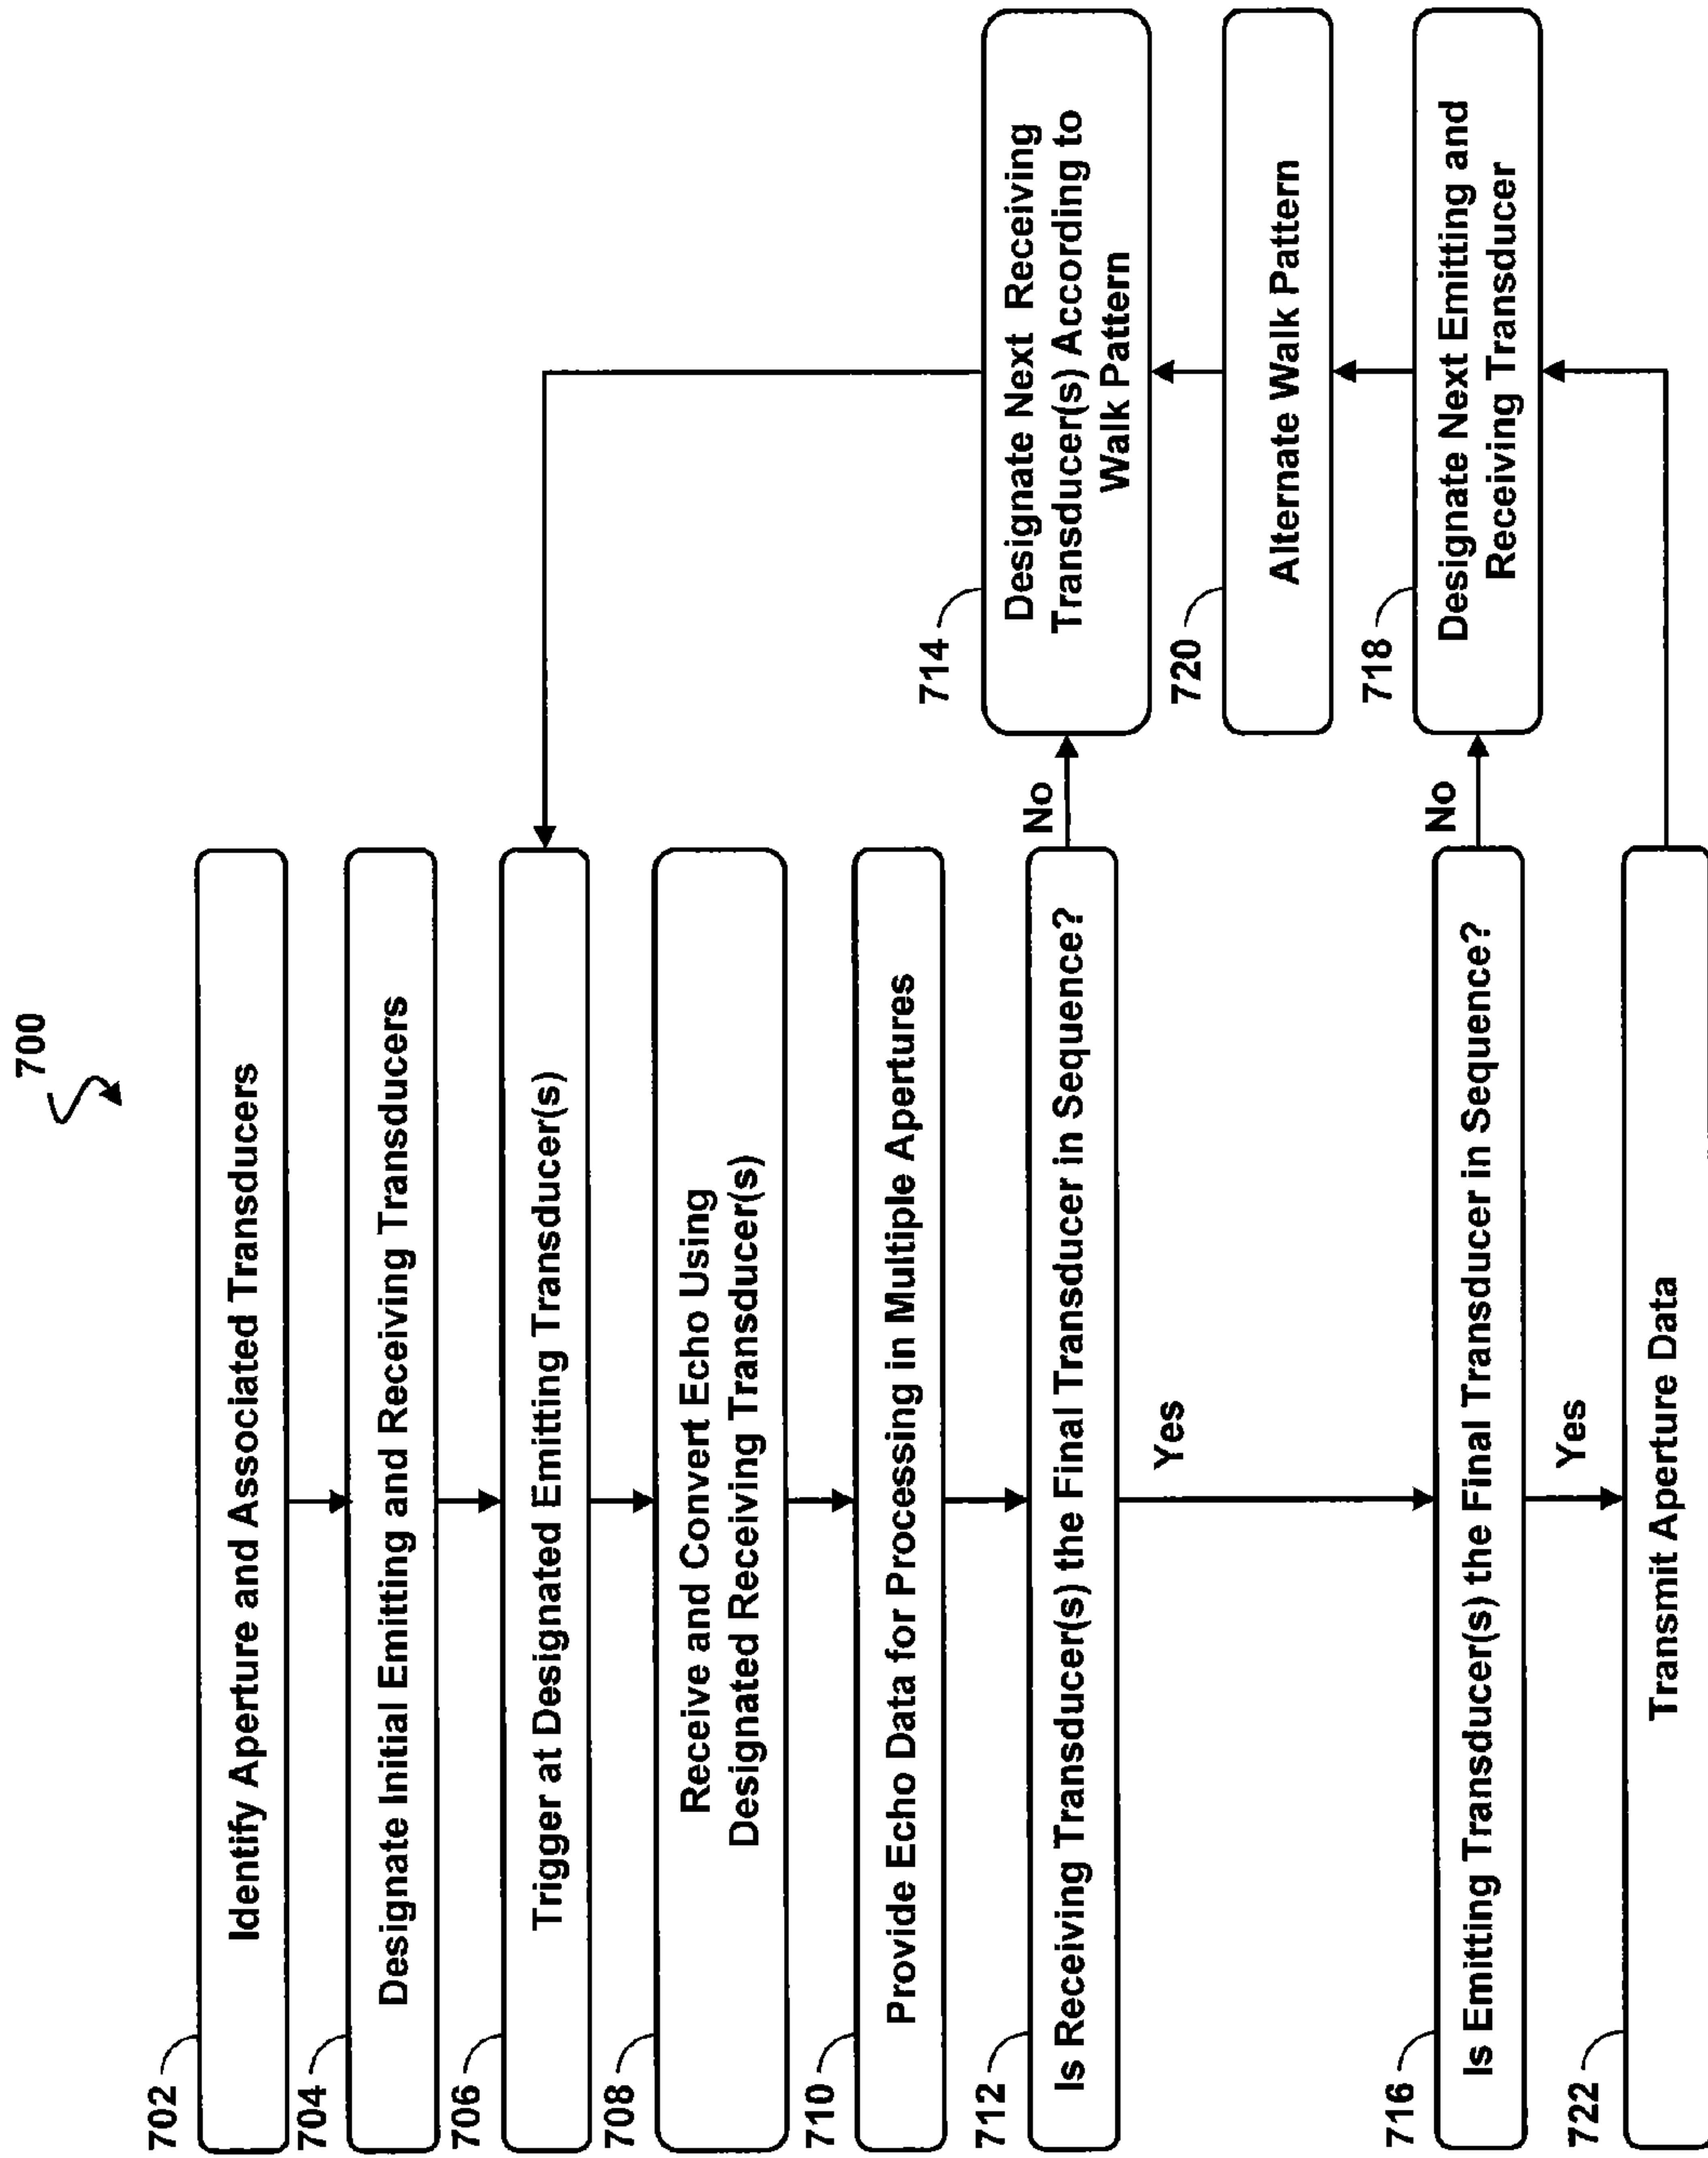 700
702
Identify Aperture and Associated Transducers
704
Designate Initial Emitting and Receiving Transducers
706
Trigger at Designated Emitting Transducer(s)
708
Receive and Convert Echo Using
Designated Receiving Transducer(s)
710
Provide Echo Data for Processing in Multiple Apertures
712
Is Receiving Transducer(s) the Final Transducer in Sequence?
No
714
Designate Next Receiving
Transducer(s) According to
Walk Pattern
Yes
720
Alternate Walk Pattern
716
Is Emitting Transducer(s) the Final Transducer in Sequence?
No
718
Designate Next Emitting and
Receiving Transducer
Yes
722
Transmit Aperture Data